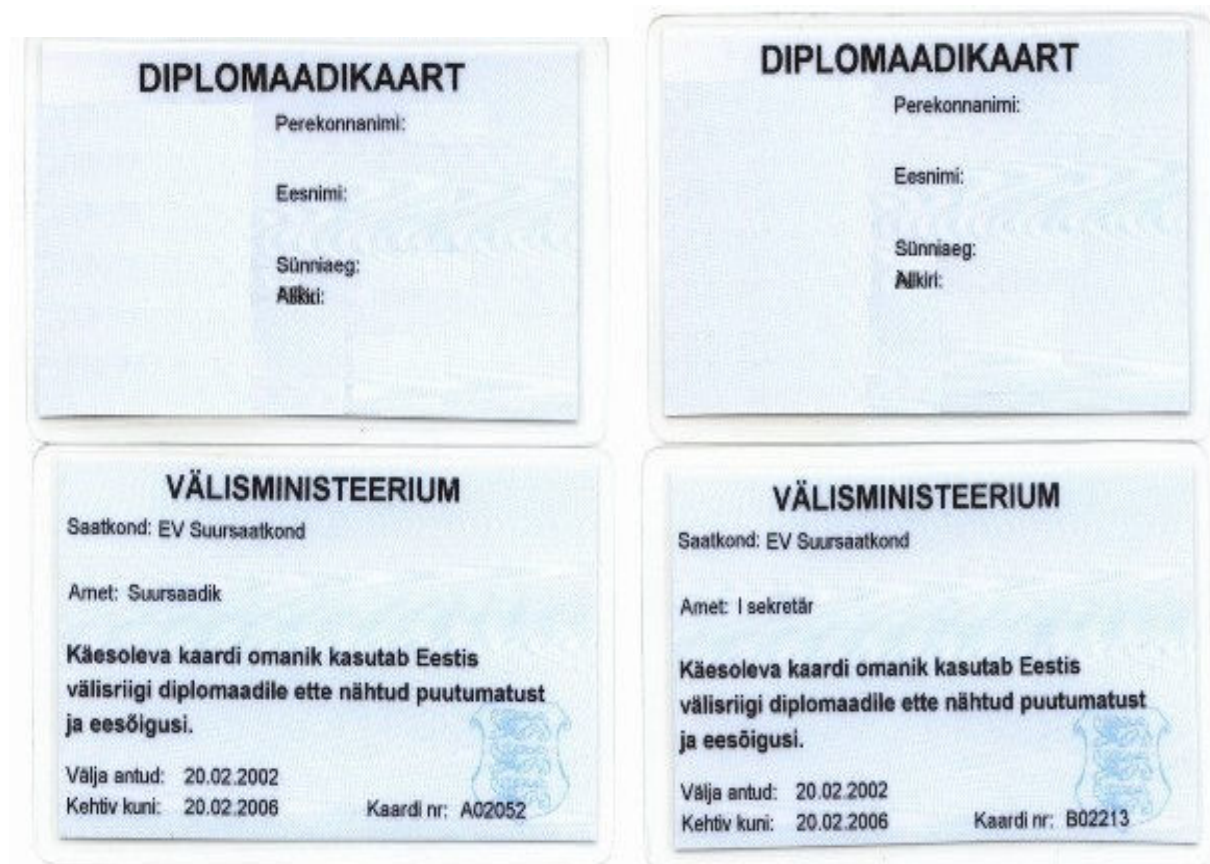 DIPLOMAADIKAART
Perekonnanimi:
Eesnimi:
Sünniaeg:
Allkiri:
VÄLISMINISTEERIUM
Saatkond: EV Suursaatkond
Amet: Suursaadik
Käesoleva kaardi omanik kasutab Eestis
välisriigi diplomaadile ette nähtud puutumatust
ja eesõigusi.
Välja antud: 20.02.2002
Kehtiv kuni: 20.02.2006 Kaardi nr: A02052
DIPLOMAADIKAART
Perekonnanimi:
Eesnimi:
Sünniaeg:
Allkiri:
VÄLISMINISTEERIUM
Saatkond: EV Suursaatkond
Amet: I sekretär
Käesoleva kaardi omanik kasutab Eestis
välisriigi diplomaadile ette nähtud puutumatust
ja eesõigusi.
Välja antud: 20.02.2002
Kehtiv kuni: 20.02.2006 Kaardi nr: B02213